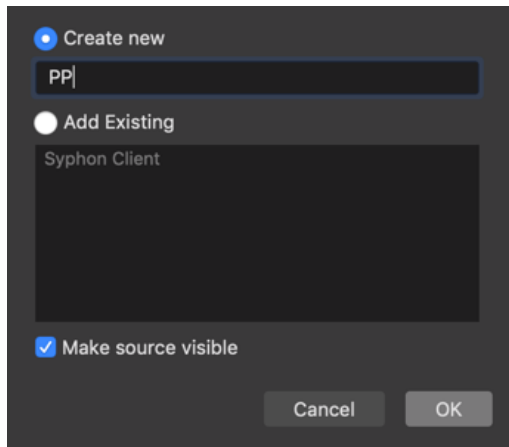 Create new
PP
Add Existing
Syphon Client
Make source visible
Cancel OK